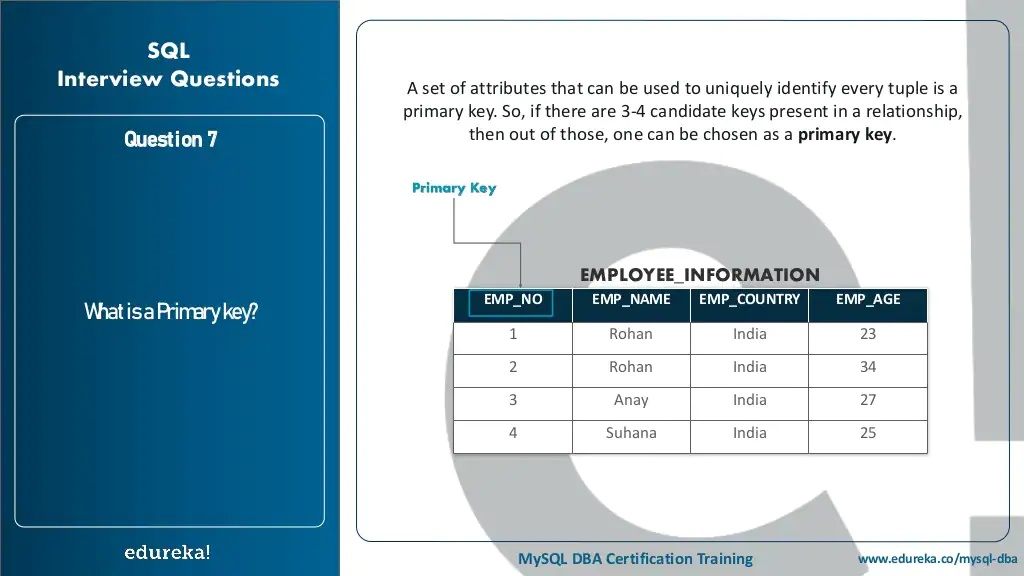 SQL
Interview Questions
Question 7
What is a Primary key?
edureka!
A set of attributes that can be used to uniquely identify every tuple is a
primary key. So, if there are 3-4 candidate keys present in a relationship,
then out of those, one can be chosen as a primary key.
Primary Key
EMPLOYEE_INFORMATION
EMP_NO EMP_NAME EMP_COUNTRY EMP_AGE
1 Rohan India 23
2 Rohan India 34
3 Anay India 27
4 Suhana India 25
MySQL DBA Certification Training www.edureka.co/mysql-dba